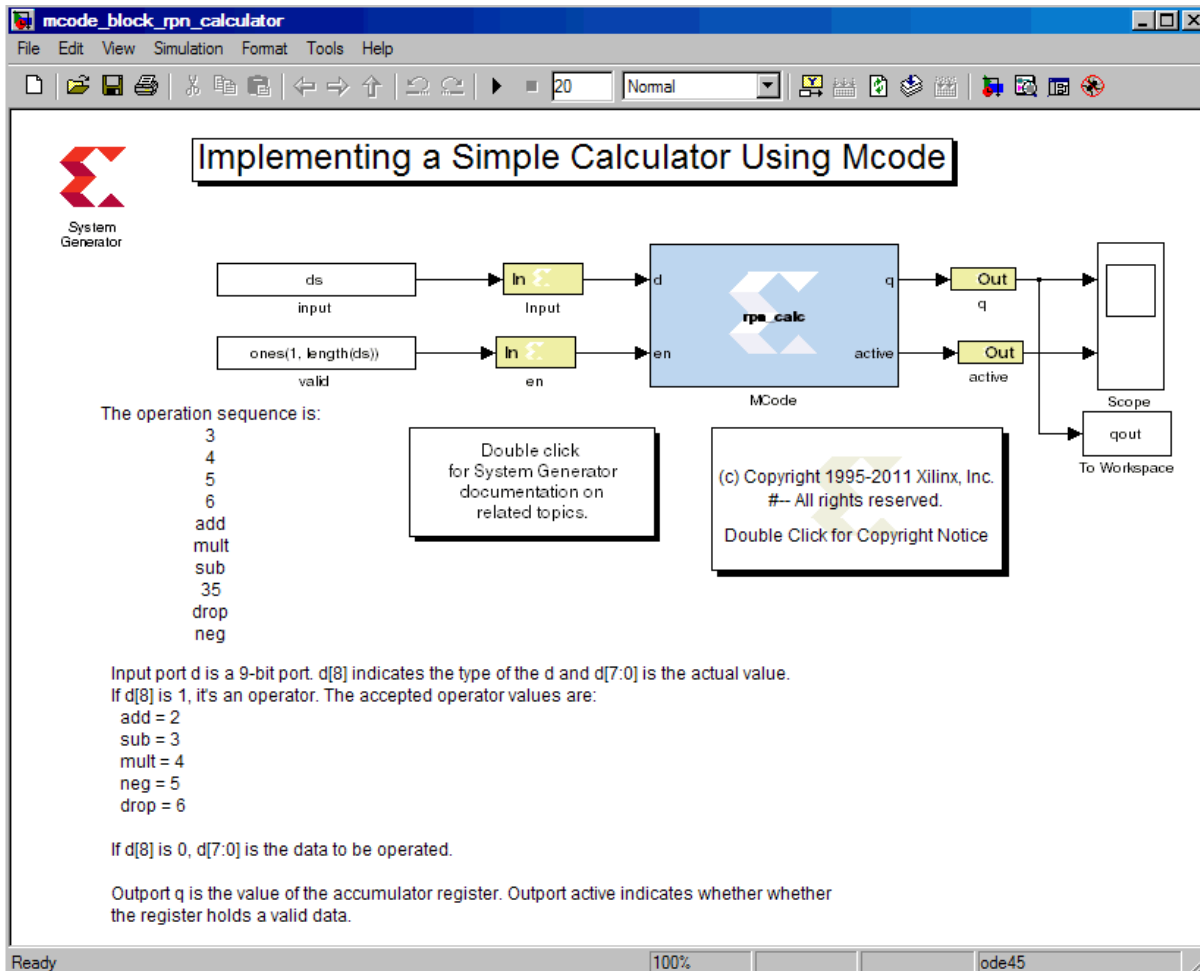 mcode_block_rpn_calculator
File Edit View Simulation Format Tools Help
20 Normal
Implementing a Simple Calculator Using Mcode
System
Generator
ds
input
In
Input
d
q
Out
q
rpn_calc
ones(1, length(ds))
valid
In
en
en
active
Out
active
MCode
Scope
qout
To Workspace
The operation sequence is:
3
4
5
6
add
mult
sub
35
drop
neg
Double click
for System Generator
documentation on
related topics.
(c) Copyright 1995-2011 Xilinx, Inc.
#-- All rights reserved.
Double Click for Copyright Notice
Input port d is a 9-bit port. d[8] indicates the type of the d and d[7:0] is the actual value.
If d[8] is 1, it's an operator. The accepted operator values are:
add = 2
sub = 3
mult = 4
neg = 5
drop = 6
If d[8] is 0, d[7:0] is the data to be operated.
Outport q is the value of the accumulator register. Outport active indicates whether whether
the register holds a valid data.
Ready 100% ode45